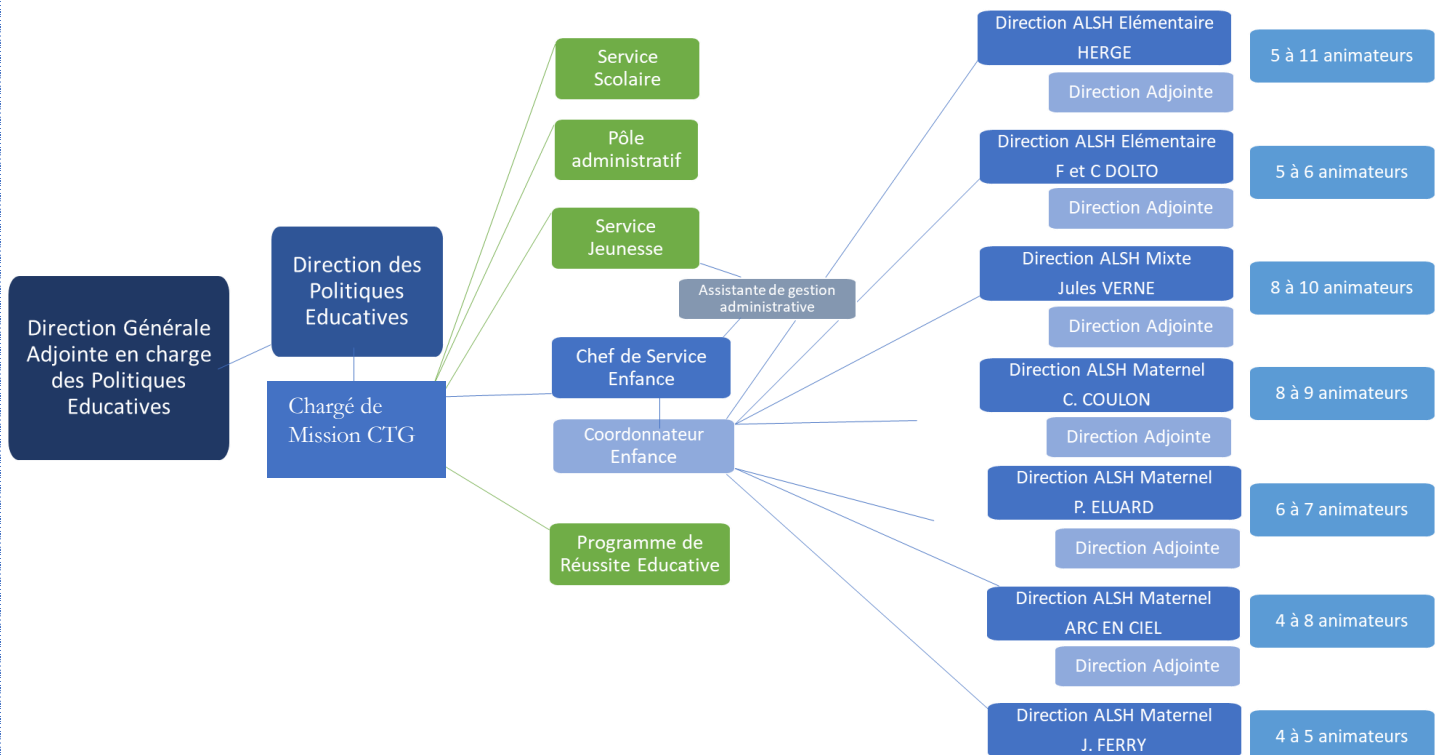 Direction Générale
Adjointe en charge
des Politiques
Educatives
Direction des
Politiques
Educatives
Chargé de
Mission CTG
Service
Scolaire
Pôle
administratif
Service
Jeunesse
Assistante de gestion
administrative
Chef de Service
Enfance
Coordonnateur
Enfance
Programme de
Réussite Educative
Direction ALSH Elémentaire
HERGE
Direction Adjointe
5 à 11 animateurs
Direction ALSH Elémentaire
F et C DOLTO
Direction Adjointe
5 à 6 animateurs
Direction ALSH Mixte
Jules VERNE
Direction Adjointe
8 à 10 animateurs
Direction ALSH Maternel
C. COULON
Direction Adjointe
8 à 9 animateurs
Direction ALSH Maternel
P. ELUARD
Direction Adjointe
6 à 7 animateurs
Direction ALSH Maternel
ARC EN CIEL
Direction Adjointe
4 à 8 animateurs
Direction ALSH Maternel
J. FERRY
4 à 5 animateurs